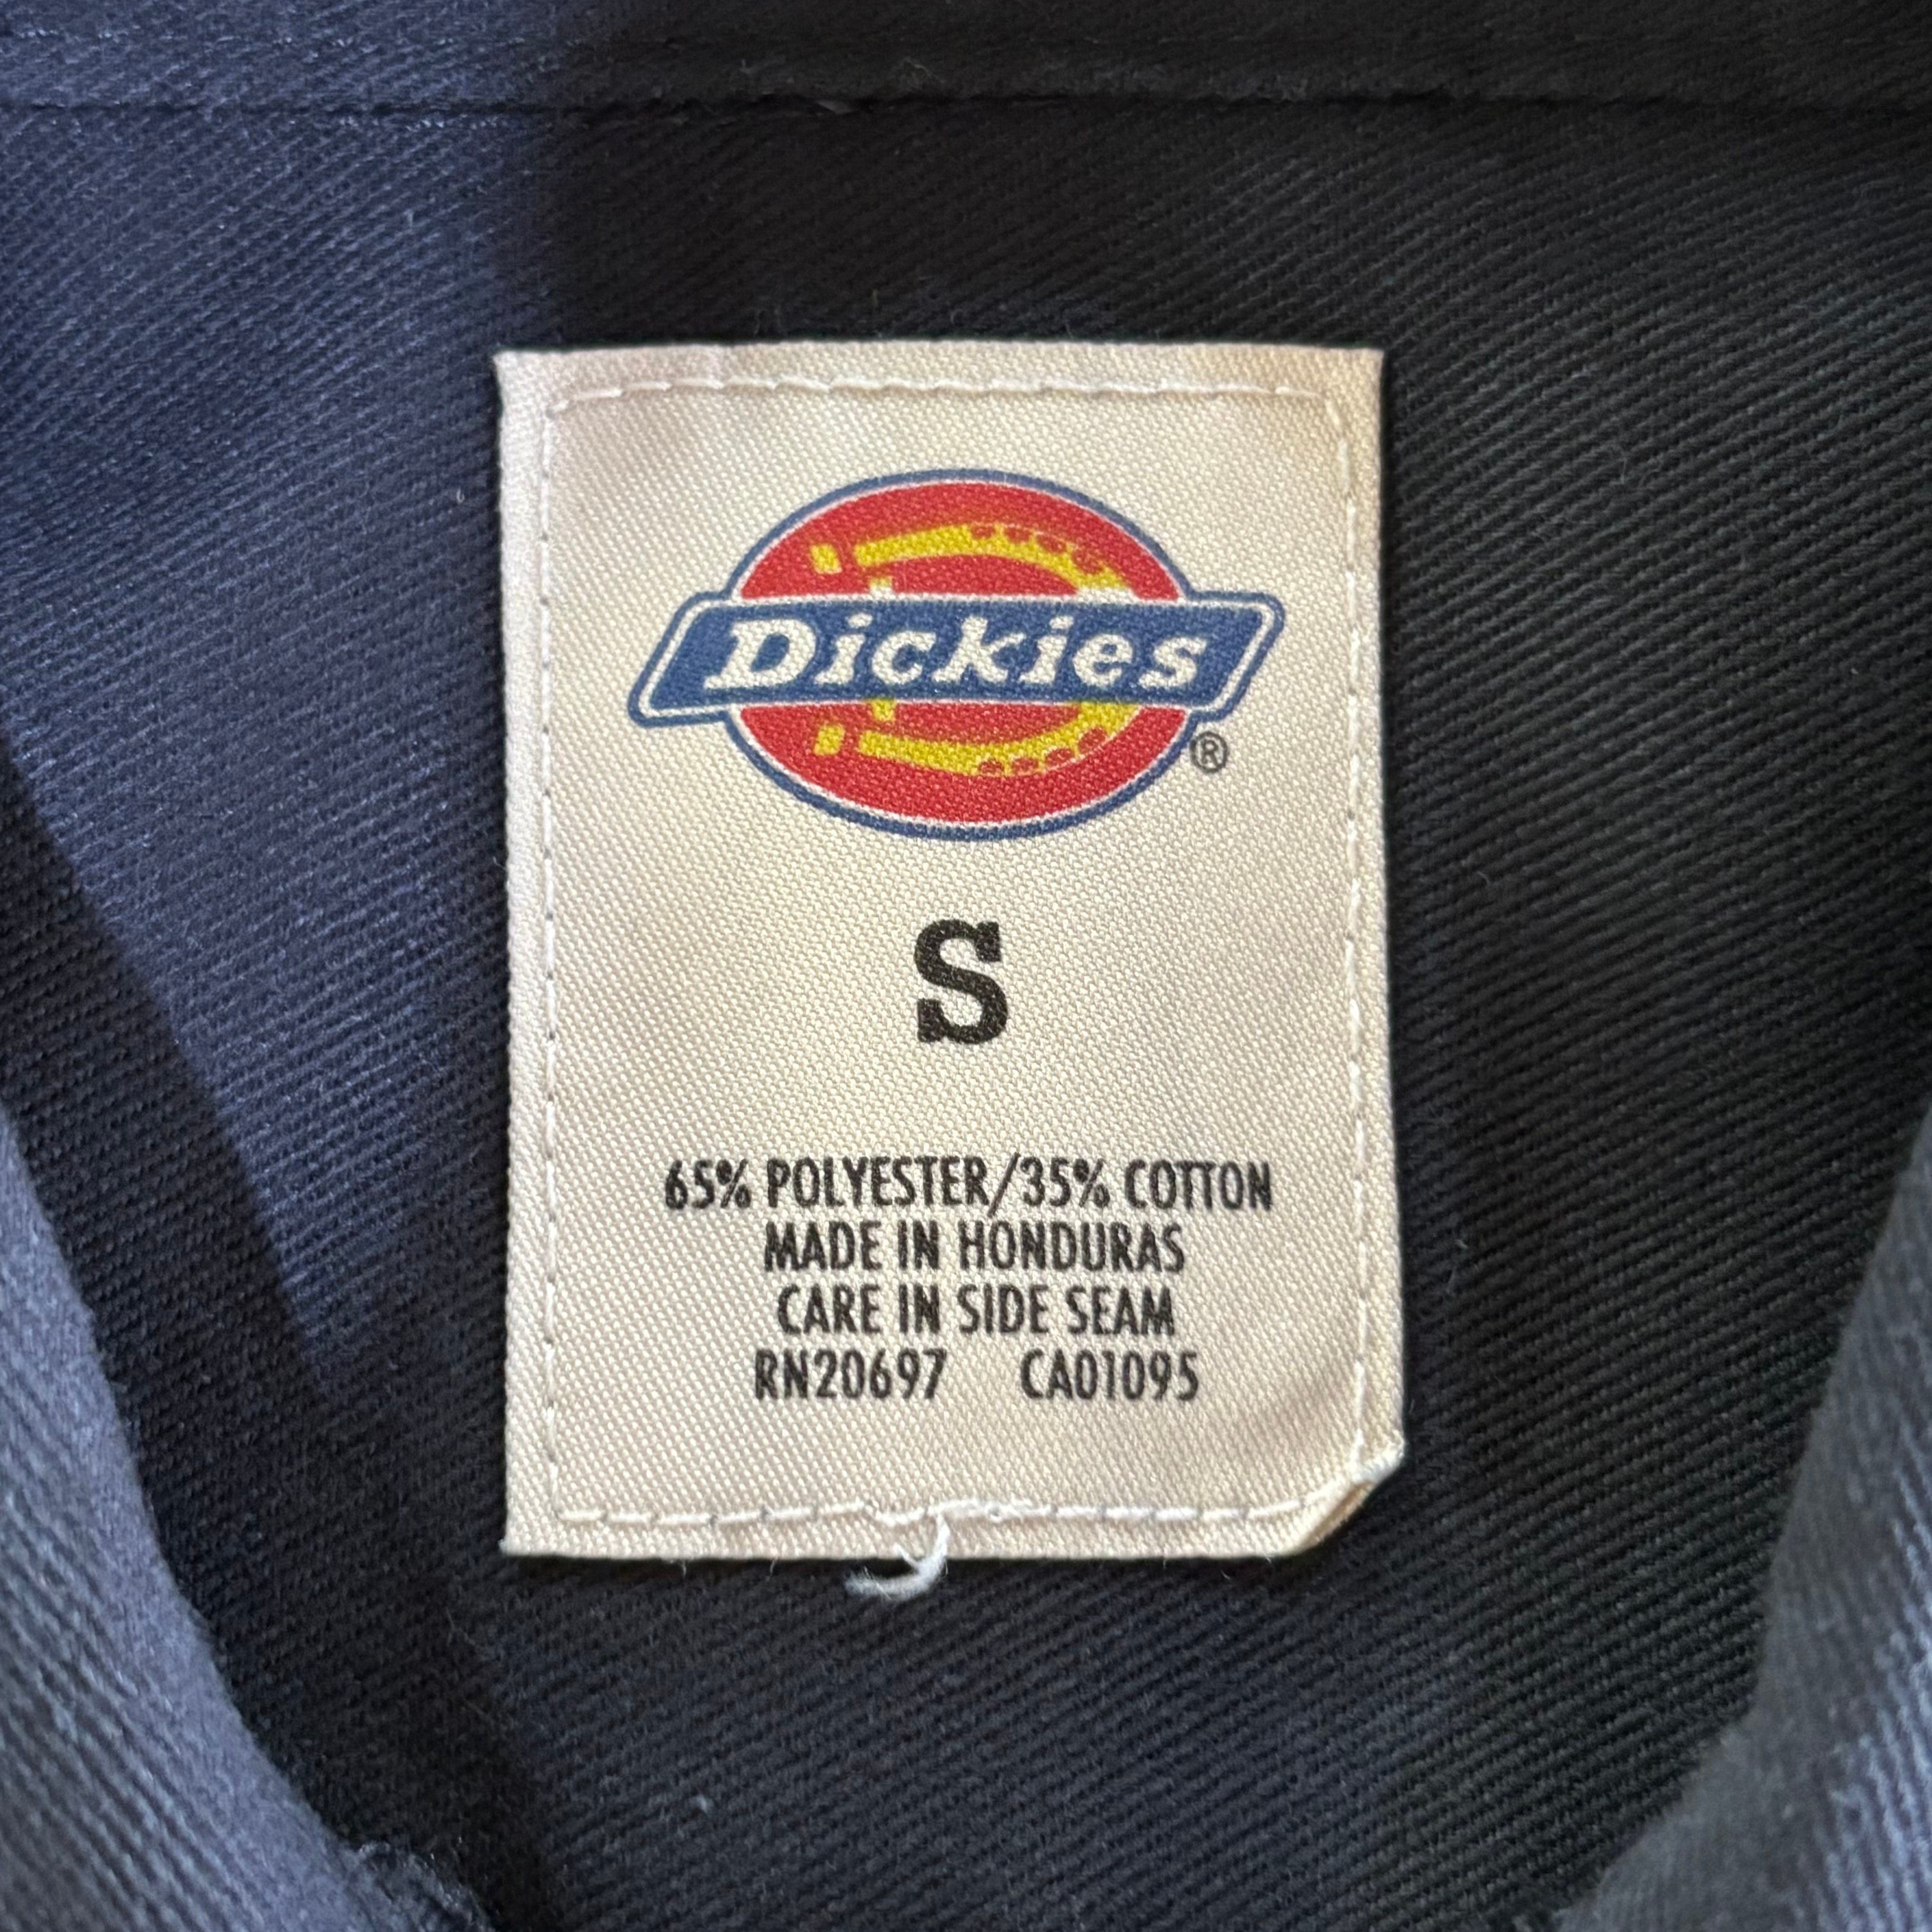 Dickies
®
S
65% POLYESTER/35% COTTON
MADE IN HONDURAS
CARE IN SIDE SEAM
RN20697 CA01095